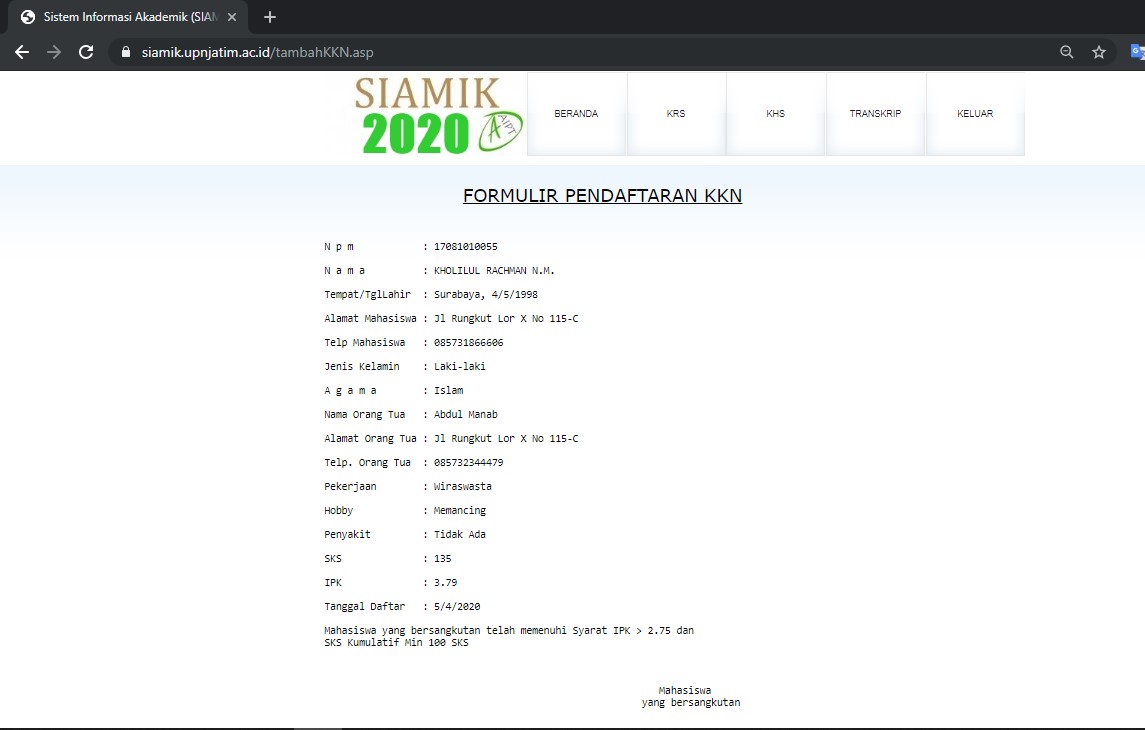 Sistem Informasi Akademik (SIAM
siamik.upnjatim.ac.id/tambahKKN.asp
SIAMIK
2020 A AIPT
BERANDA KRS KHS TRANSKRIP KELUAR
FORMULIR PENDAFTARAN KKN
N p m : 17081010055
N a m a : KHOLILUL RACHMAN N.M.
Tempat/TglLahir : Surabaya, 4/5/1998
Alamat Mahasiswa : Jl Rungkut Lor X No 115-C
Telp Mahasiswa : 085731866606
Jenis Kelamin : Laki-laki
A g a m a : Islam
Nama Orang Tua : Abdul Manab
Alamat Orang Tua : Jl Rungkut Lor X No 115-C
Telp. Orang Tua : 085732344479
Pekerjaan : Wiraswasta
Hobby : Memancing
Penyakit : Tidak Ada
SKS : 135
IPK : 3.79
Tanggal Daftar : 5/4/2020
Mahasiswa yang bersangkutan telah memenuhi Syarat IPK > 2.75 dan
SKS Kumulatif Min 100 SKS
Mahasiswa
yang bersangkutan